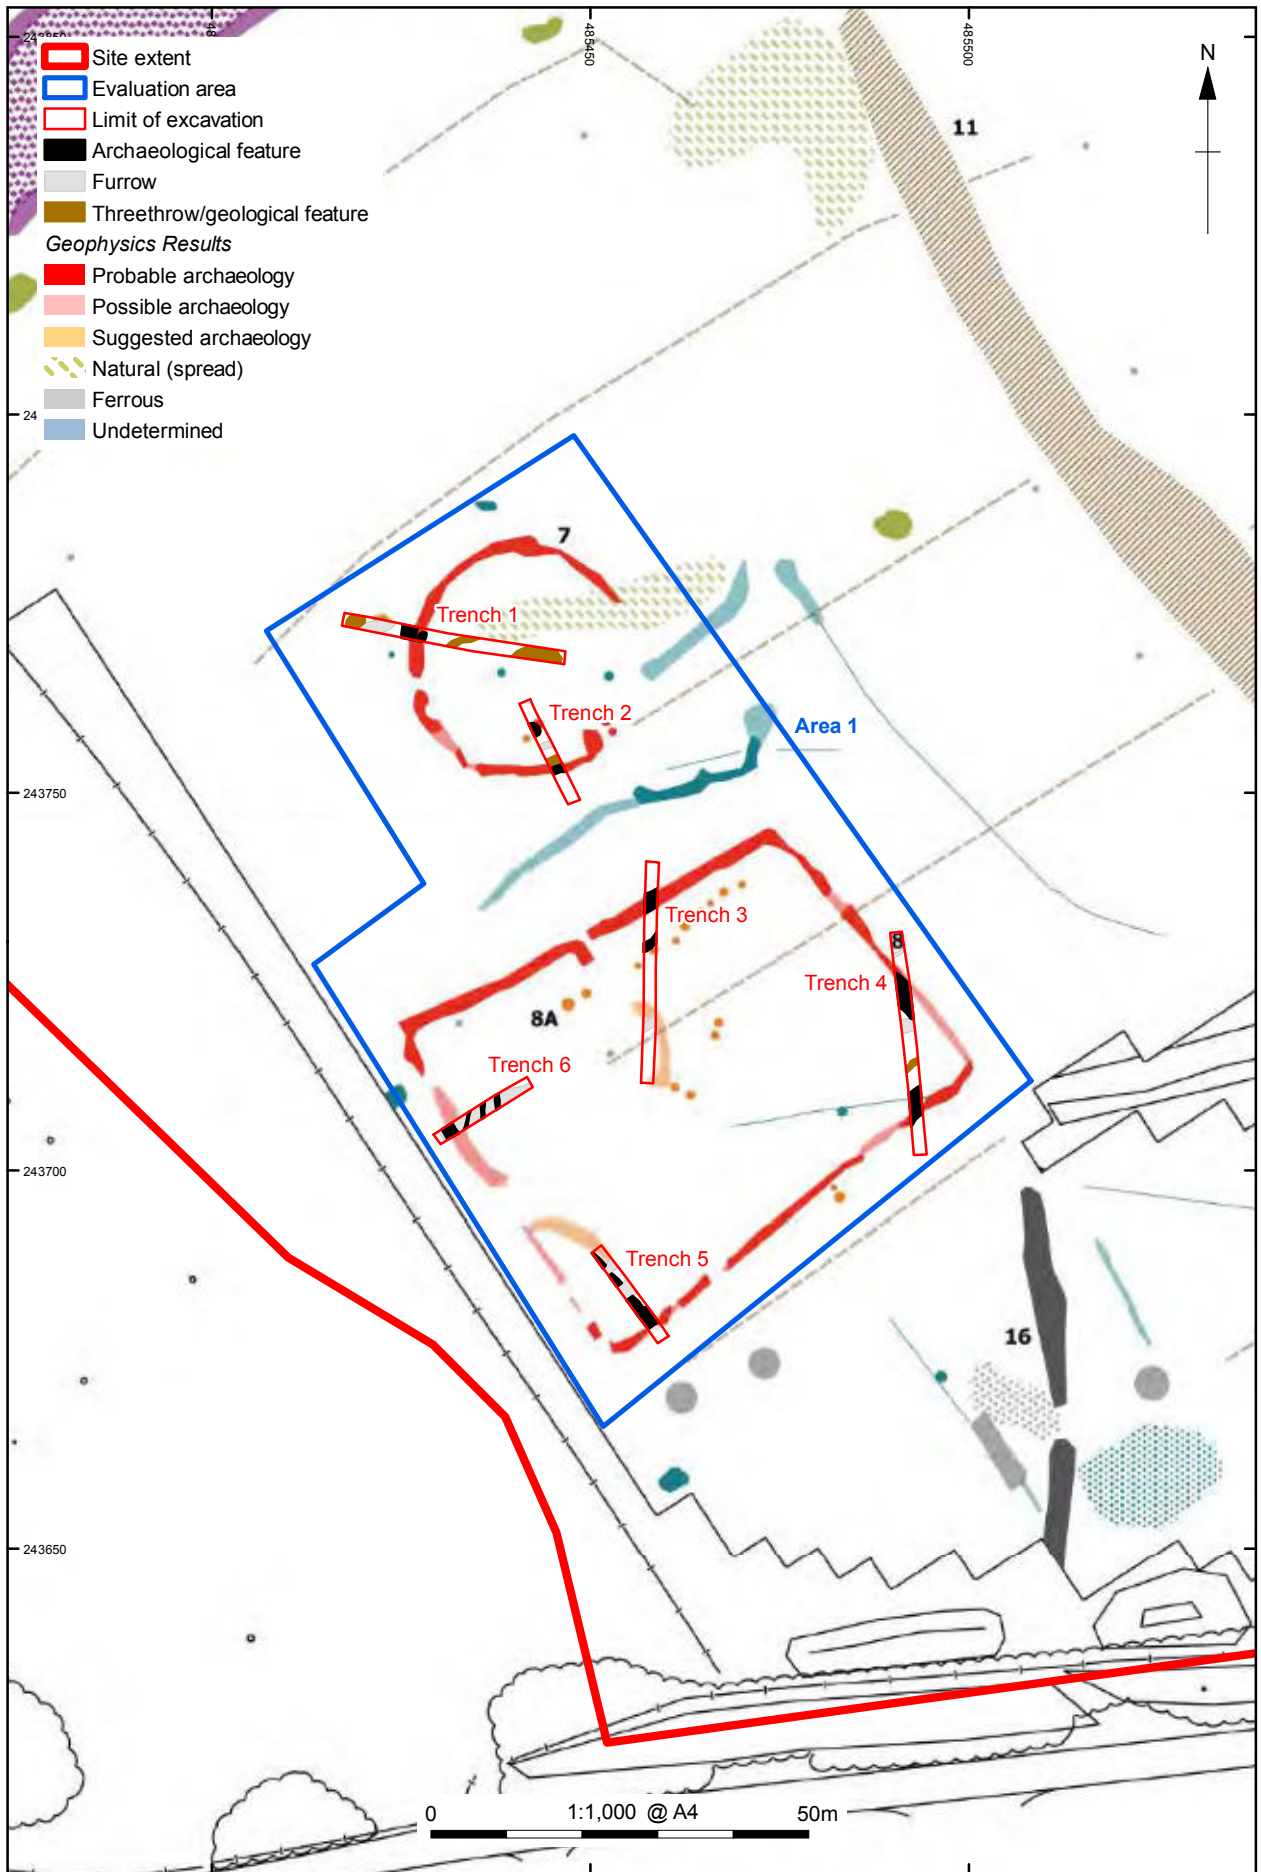 485450
485500
243850
Site extent
Evaluation area
Limit of excavation
Archaeological feature
Furrow
Threethrow/geological feature
Geophysics Results
Probable archaeology
Possible archaeology
Suggested archaeology
Natural (spread)
Ferrous
Undetermined
N
11
7
Trench 1
Trench 2
Area 1
243750
Trench 3
8
Trench 4
8A
Trench 6
243700
Trench 5
16
243650
0 1:1,000 @ A4 50m